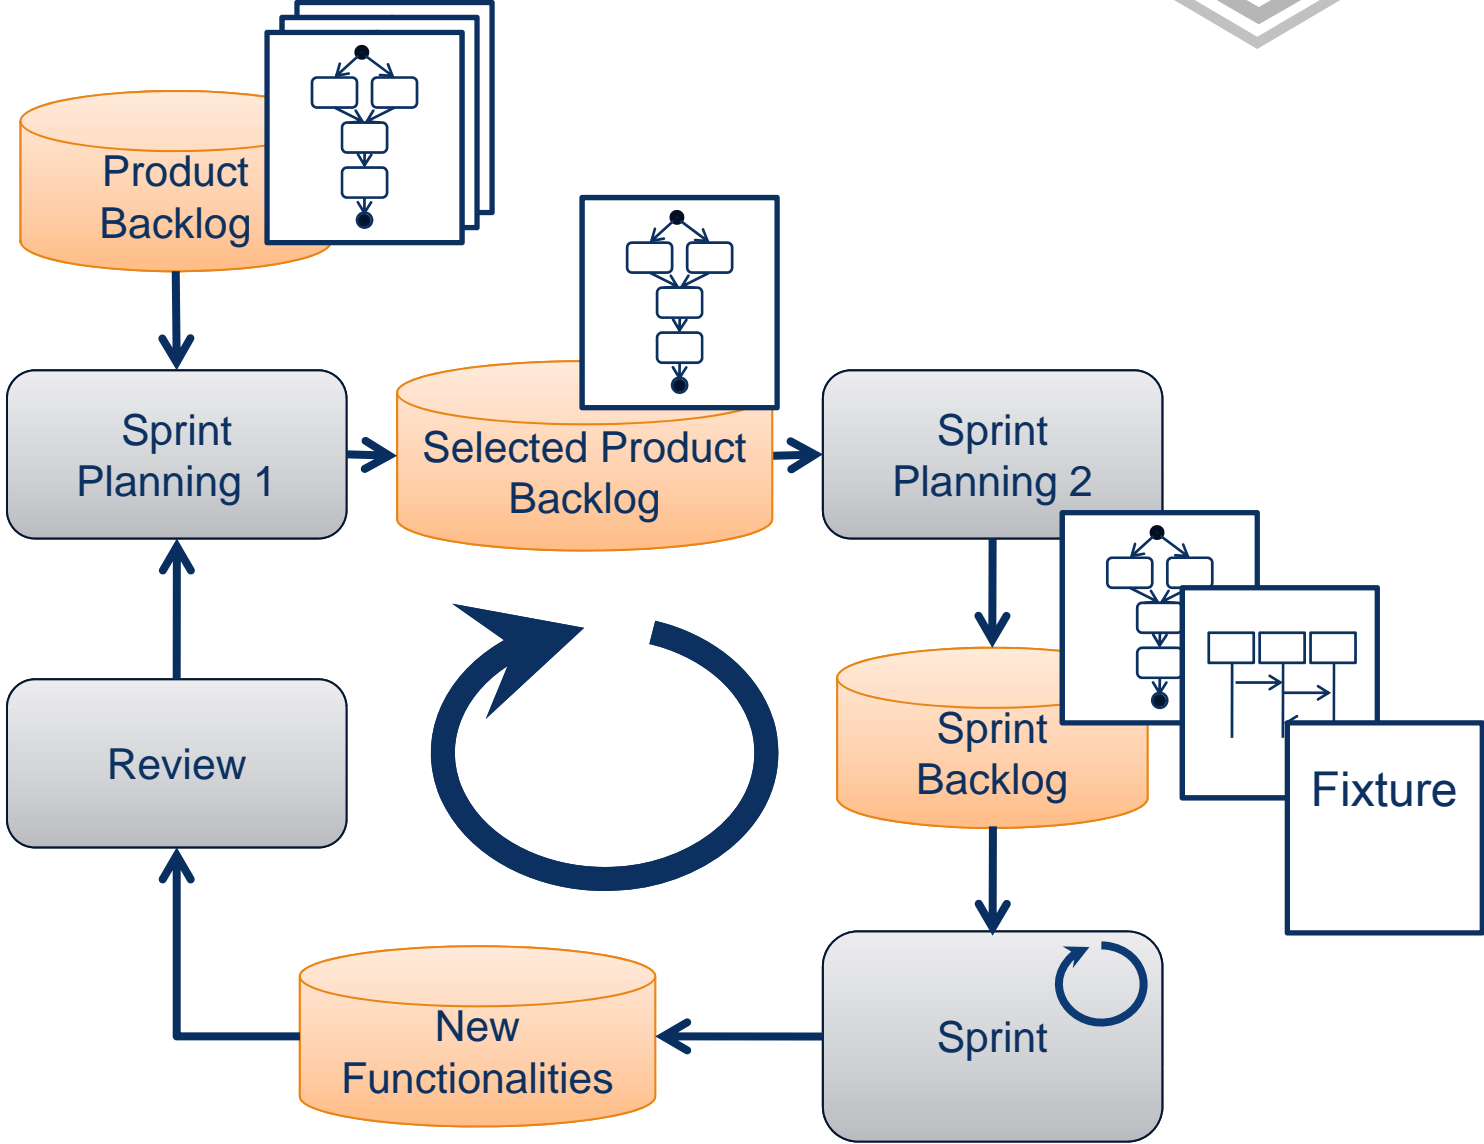 Product
Backlog
Sprint
Planning 1
Selected Product
Backlog
Sprint
Planning 2
Review
Sprint
Backlog
Fixture
New
Functionalities
Sprint